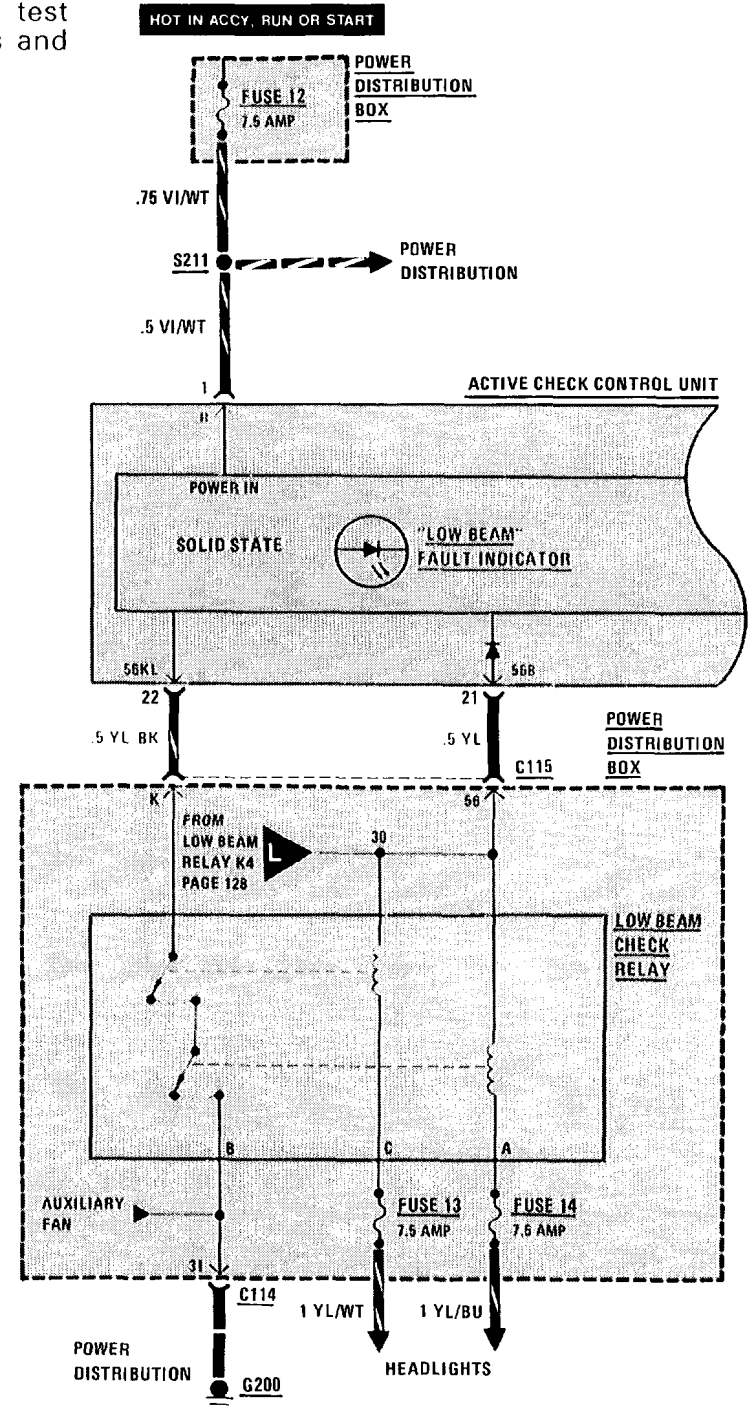 test
s and
HOT IN ACCY, RUN OR START
POWER
DISTRIBUTION
BOX
FUSE 12
7.5 AMP
.75 VI/WT
S211
POWER
DISTRIBUTION
.5 VI/WT
1
ACTIVE CHECK CONTROL UNIT
R
POWER IN
SOLID STATE
"LOW BEAM"
FAULT INDICATOR
56KL
56B
22
21
.5 YL BK
.5 YL
POWER
DISTRIBUTION
BOX
C115
K
56
FROM
LOW BEAM
RELAY K4
PAGE 128
L
30
LOW BEAM
CHECK
RELAY
B
C
A
AUXILIARY
FAN
FUSE 13
7.5 AMP
FUSE 14
7.5 AMP
31
C114
1 YL/WT
1 YL/BU
POWER
DISTRIBUTION
HEADLIGHTS
G200